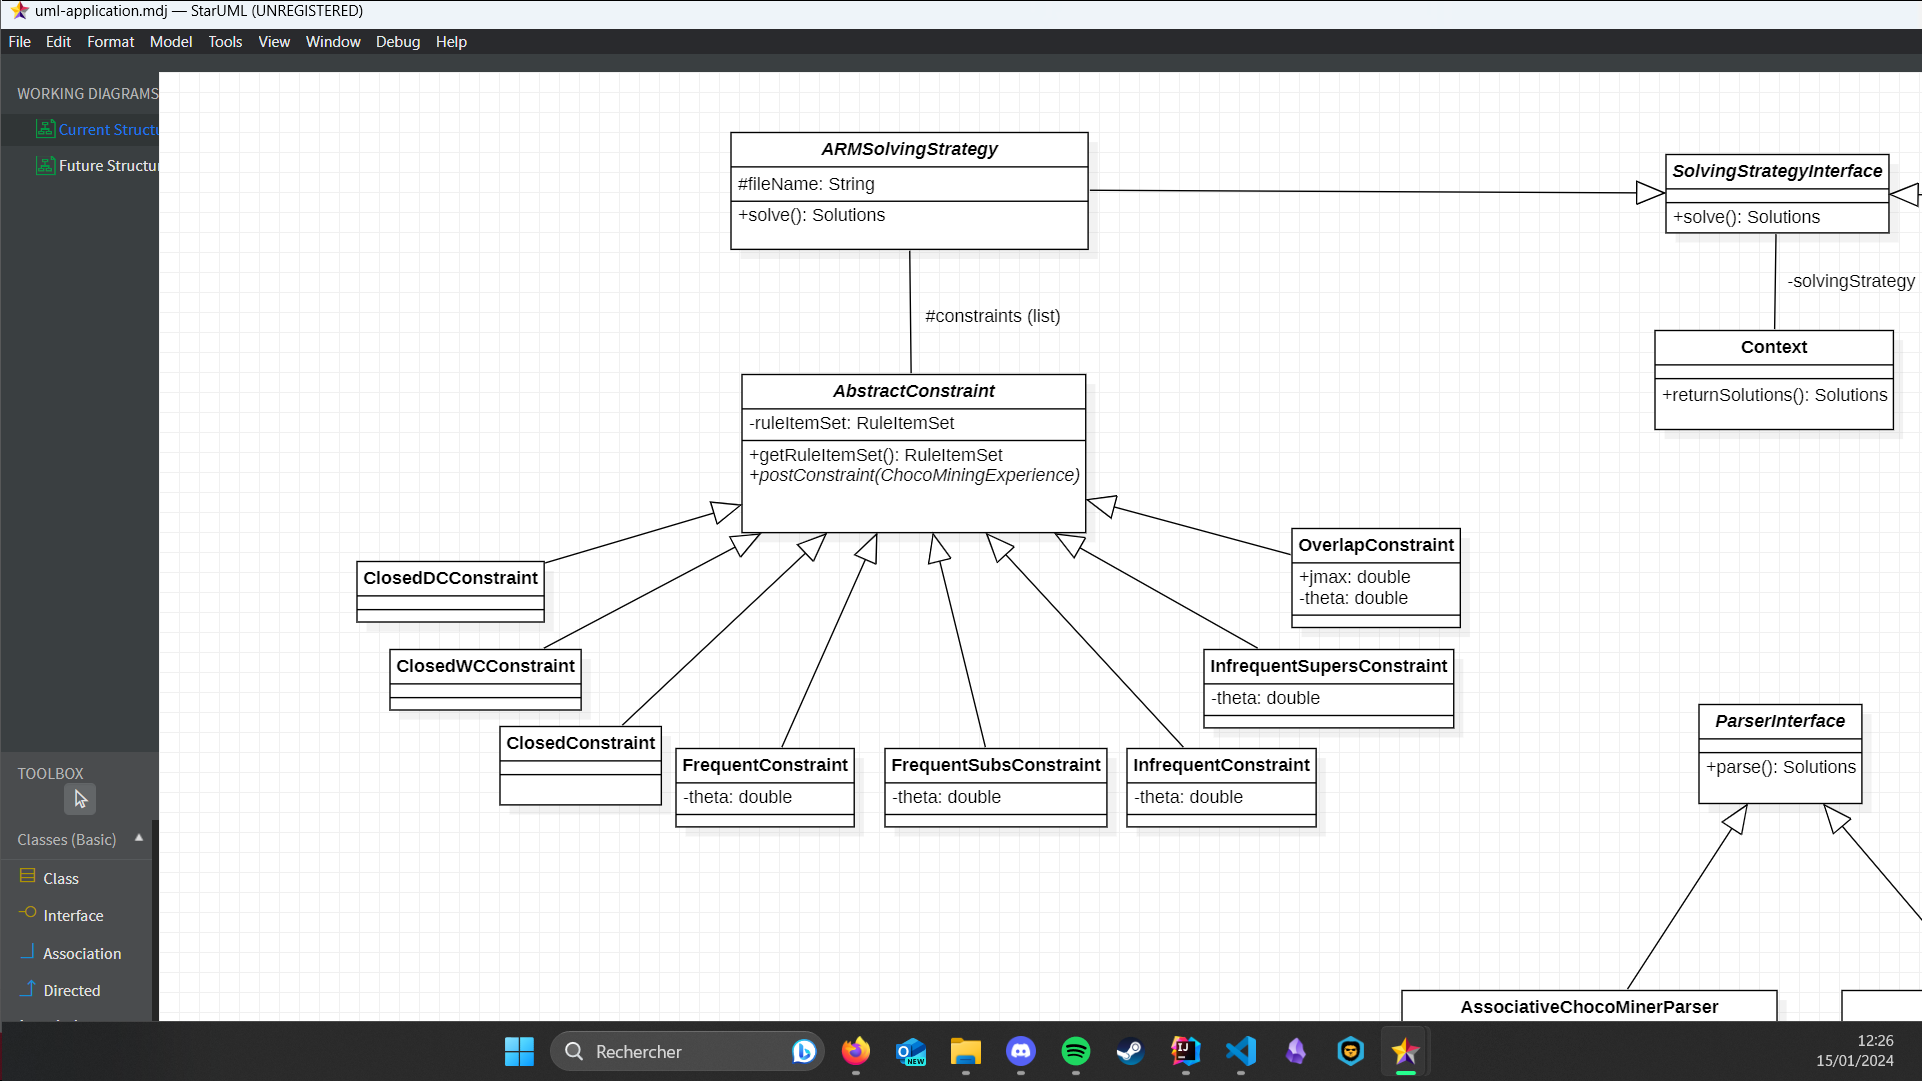 uml-application.mdj — StarUML (UNREGISTERED)
File Edit Format Model Tools View Window Debug Help
WORKING DIAGRAMS
Current Structu
Future Structur
TOOLBOX
Classes (Basic)
Class
Interface
Association
Directed
ARMSolvingStrategy
#fileName: String
+solve(): Solutions
#constraints (list)
SolvingStrategyInterface
+solve(): Solutions
-solvingStrategy
Context
+returnSolutions(): Solutions
AbstractConstraint
-ruleItemSet: RuleItemSet
+getRuleItemSet(): RuleItemSet
+postConstraint(ChocoMiningExperience)
OverlapConstraint
+jmax: double
-theta: double
ClosedDCConstraint
ClosedWCConstraint
InfrequentSupersConstraint
-theta: double
ClosedConstraint
FrequentConstraint
-theta: double
FrequentSubsConstraint
-theta: double
InfrequentConstraint
-theta: double
ParserInterface
+parse(): Solutions
AssociativeChocoMinerParser
Rechercher
NEW
12:26
15/01/2024